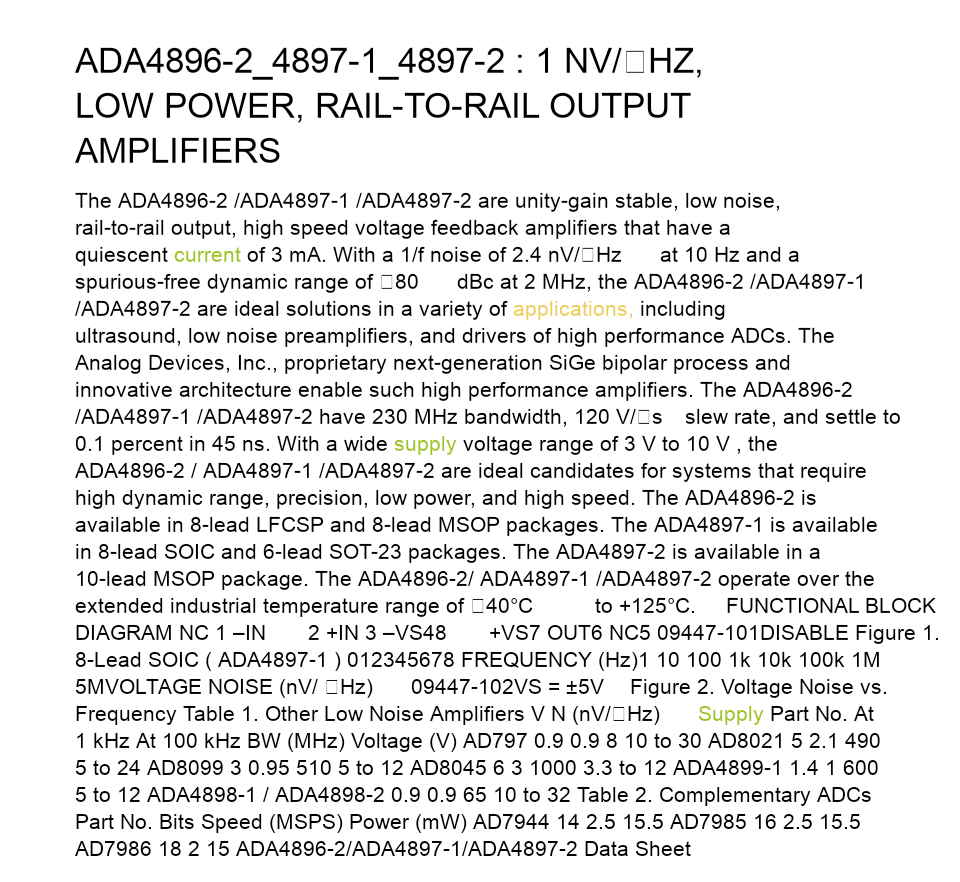 ADA4896-2_4897-1_4897-2 : 1 NV/□HZ,
LOW POWER, RAIL-TO-RAIL OUTPUT
AMPLIFIERS
The ADA4896-2 /ADA4897-1 /ADA4897-2 are unity-gain stable, low noise,
rail-to-rail output, high speed voltage feedback amplifiers that have a
quiescent current of 3 mA. With a 1/f noise of 2.4 nV/□Hz at 10 Hz and a
spurious-free dynamic range of □80 dBc at 2 MHz, the ADA4896-2 /ADA4897-1
/ADA4897-2 are ideal solutions in a variety of applications, including
ultrasound, low noise preamplifiers, and drivers of high performance ADCs. The
Analog Devices, Inc., proprietary next-generation SiGe bipolar process and
innovative architecture enable such high performance amplifiers. The ADA4896-2
/ADA4897-1 /ADA4897-2 have 230 MHz bandwidth, 120 V/□s slew rate, and settle to
0.1 percent in 45 ns. With a wide supply voltage range of 3 V to 10 V , the
ADA4896-2 / ADA4897-1 /ADA4897-2 are ideal candidates for systems that require
high dynamic range, precision, low power, and high speed. The ADA4896-2 is
available in 8-lead LFCSP and 8-lead MSOP packages. The ADA4897-1 is available
in 8-lead SOIC and 6-lead SOT-23 packages. The ADA4897-2 is available in a
10-lead MSOP package. The ADA4896-2/ ADA4897-1 /ADA4897-2 operate over the
extended industrial temperature range of □40°C to +125°C. FUNCTIONAL BLOCK
DIAGRAM NC 1 –IN 2 +IN 3 –VS48 +VS7 OUT6 NC5 09447-101DISABLE Figure 1.
8-Lead SOIC ( ADA4897-1 ) 012345678 FREQUENCY (Hz)1 10 100 1k 10k 100k 1M
5MVOLTAGE NOISE (nV/ □Hz) 09447-102VS = ±5V Figure 2. Voltage Noise vs.
Frequency Table 1. Other Low Noise Amplifiers V N (nV/□Hz) Supply Part No. At
1 kHz At 100 kHz BW (MHz) Voltage (V) AD797 0.9 0.9 8 10 to 30 AD8021 5 2.1 490
5 to 24 AD8099 3 0.95 510 5 to 12 AD8045 6 3 1000 3.3 to 12 ADA4899-1 1.4 1 600
5 to 12 ADA4898-1 / ADA4898-2 0.9 0.9 65 10 to 32 Table 2. Complementary ADCs
Part No. Bits Speed (MSPS) Power (mW) AD7944 14 2.5 15.5 AD7985 16 2.5 15.5
AD7986 18 2 15 ADA4896-2/ADA4897-1/ADA4897-2 Data Sheet